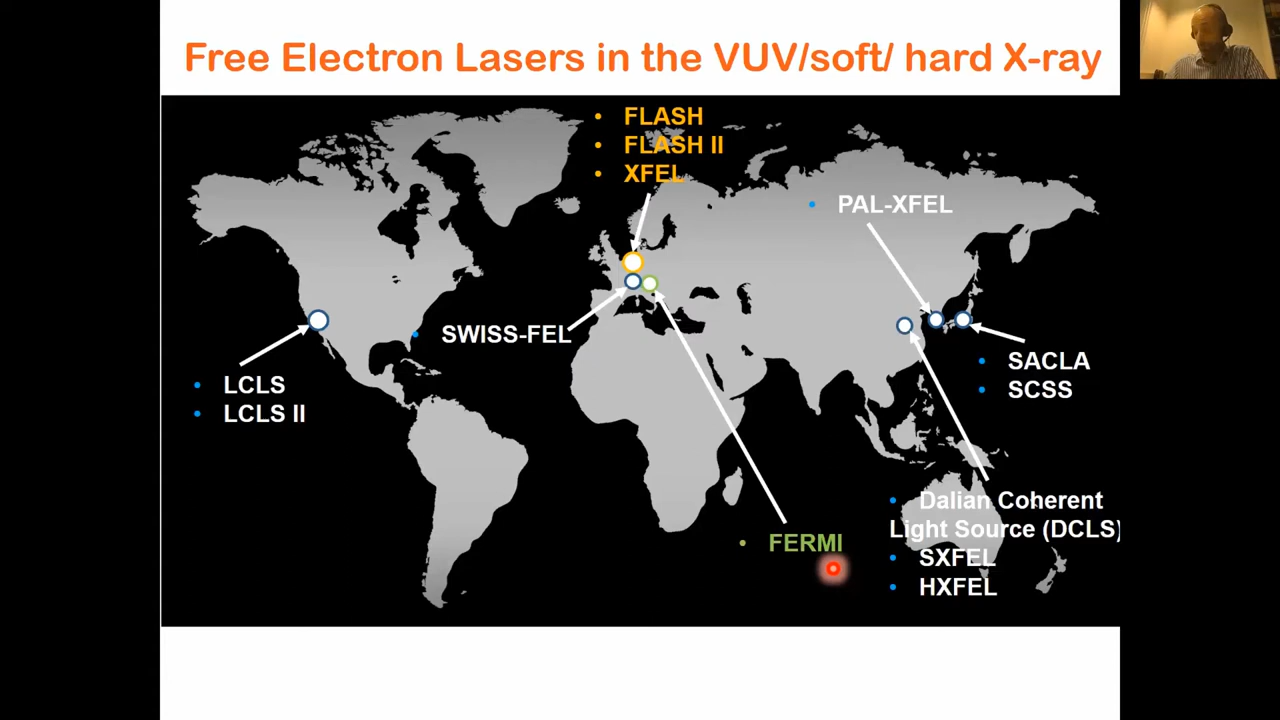 Free Electron Lasers in the VUV/soft/ hard X-ray
• FLASH
• FLASH II
• XFEL
• PAL-XFEL
• SWISS-FEL
• SACLA
• SCSS
• LCLS
• LCLS II
• Dalian Coherent
Light Source (DCLS)
• SXFEL
• HXFEL
• FERMI